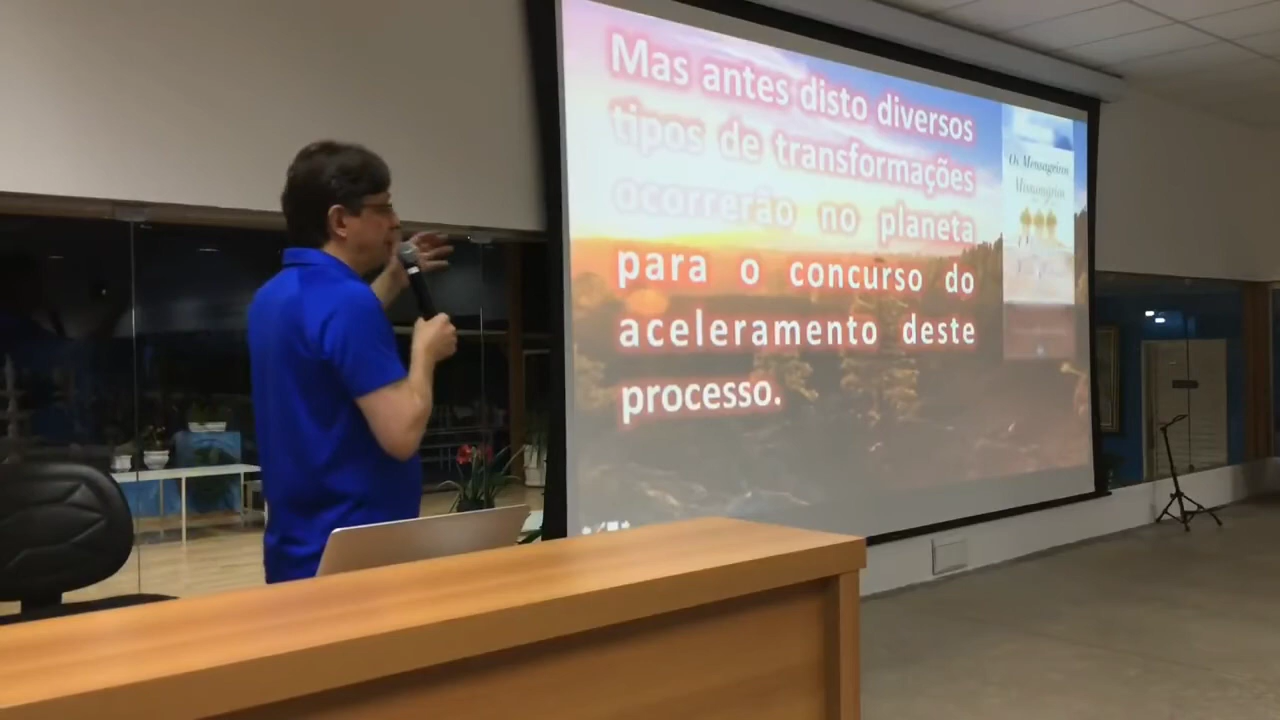 Mas antes disto diversos
tipos de transformações
ocorrerão no planeta
para o concurso do
aceleramento deste
processo.
Os Mensageiros